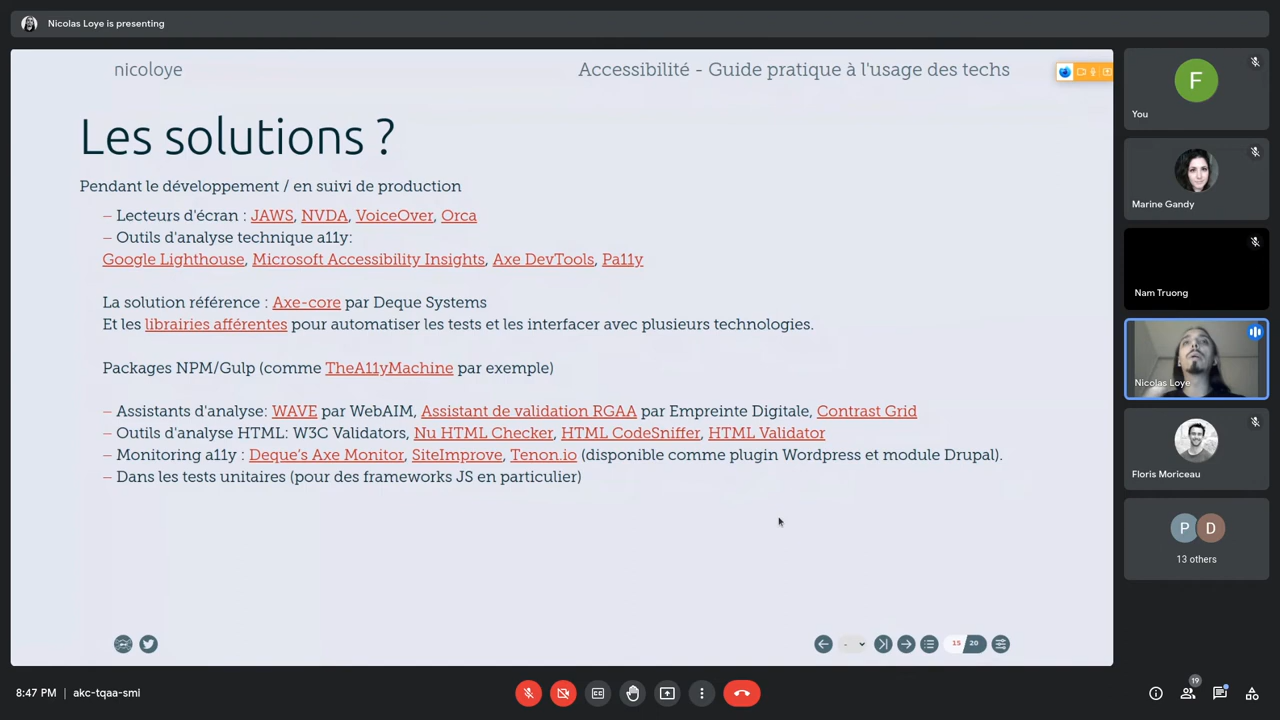 Nicolas Loye is presenting
nicoloye
Accessibilité - Guide pratique à l'usage des techs
Les solutions ?
Pendant le développement / en suivi de production
– Lecteurs d'écran : JAWS, NVDA, VoiceOver, Orca
– Outils d'analyse technique a11y:
Google Lighthouse, Microsoft Accessibility Insights, Axe DevTools, Pa11y
La solution référence : Axe-core par Deque Systems
Et les librairies afférentes pour automatiser les tests et les interfacer avec plusieurs technologies.
Packages NPM/Gulp (comme TheA11yMachine par exemple)
– Assistants d'analyse: WAVE par WebAIM, Assistant de validation RGAA par Empreinte Digitale, Contrast Grid
– Outils d'analyse HTML: W3C Validators, Nu HTML Checker, HTML CodeSniffer, HTML Validator
– Monitoring a11y : Deque's Axe Monitor, SiteImprove, Tenon.io (disponible comme plugin Wordpress et module Drupal).
– Dans les tests unitaires (pour des frameworks JS en particulier)
-
15 20
F
You
Marine Gandy
Nam Truong
Nicolas Loye
Floris Moriceau
P D
13 others
8:47 PM | akc-tqaa-smi
CC
19